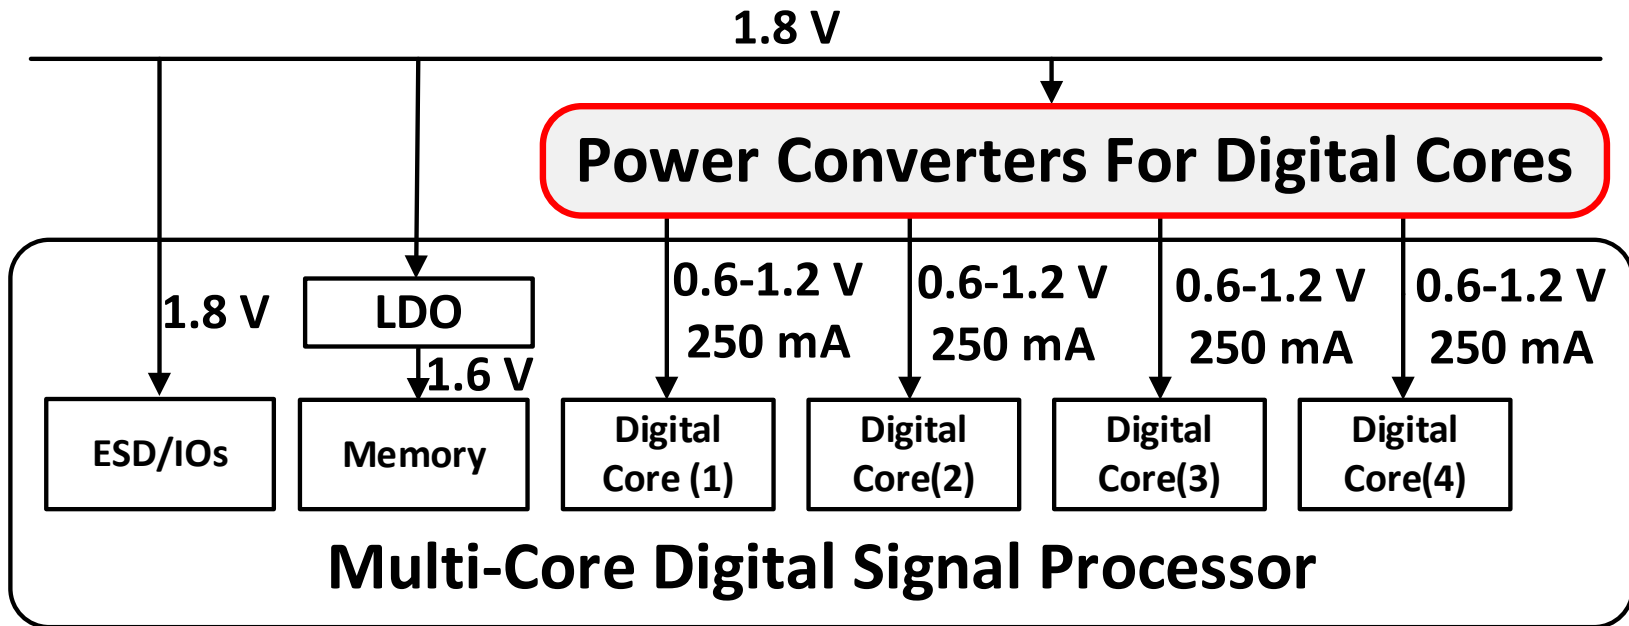 1.8 V
Power Converters For Digital Cores
1.8 V
LDO
1.6 V
0.6-1.2 V
250 mA
0.6-1.2 V
250 mA
0.6-1.2 V
250 mA
0.6-1.2 V
250 mA
ESD/IOs
Memory
Digital
Core (1)
Digital
Core(2)
Digital
Core(3)
Digital
Core(4)
Multi-Core Digital Signal Processor